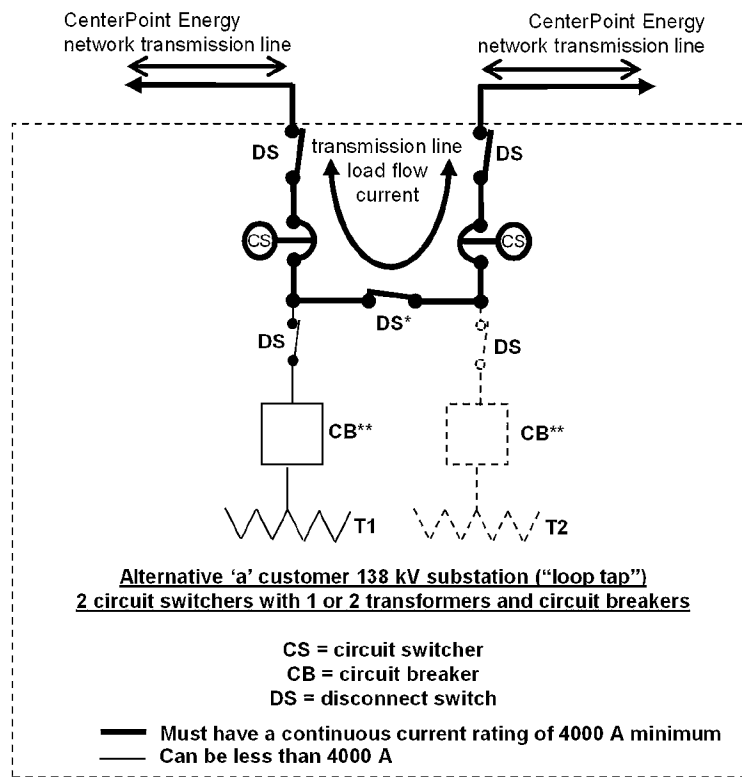 CenterPoint Energy
network transmission line
CenterPoint Energy
network transmission line
DS
transmission line
load flow
current
DS
CS
CS
DS*
DS
DS
CB**
CB**
T1
T2
Alternative ‘a’ customer 138 kV substation (“loop tap”)
2 circuit switchers with 1 or 2 transformers and circuit breakers
CS = circuit switcher
CB = circuit breaker
DS = disconnect switch
Must have a continuous current rating of 4000 A minimum
Can be less than 4000 A